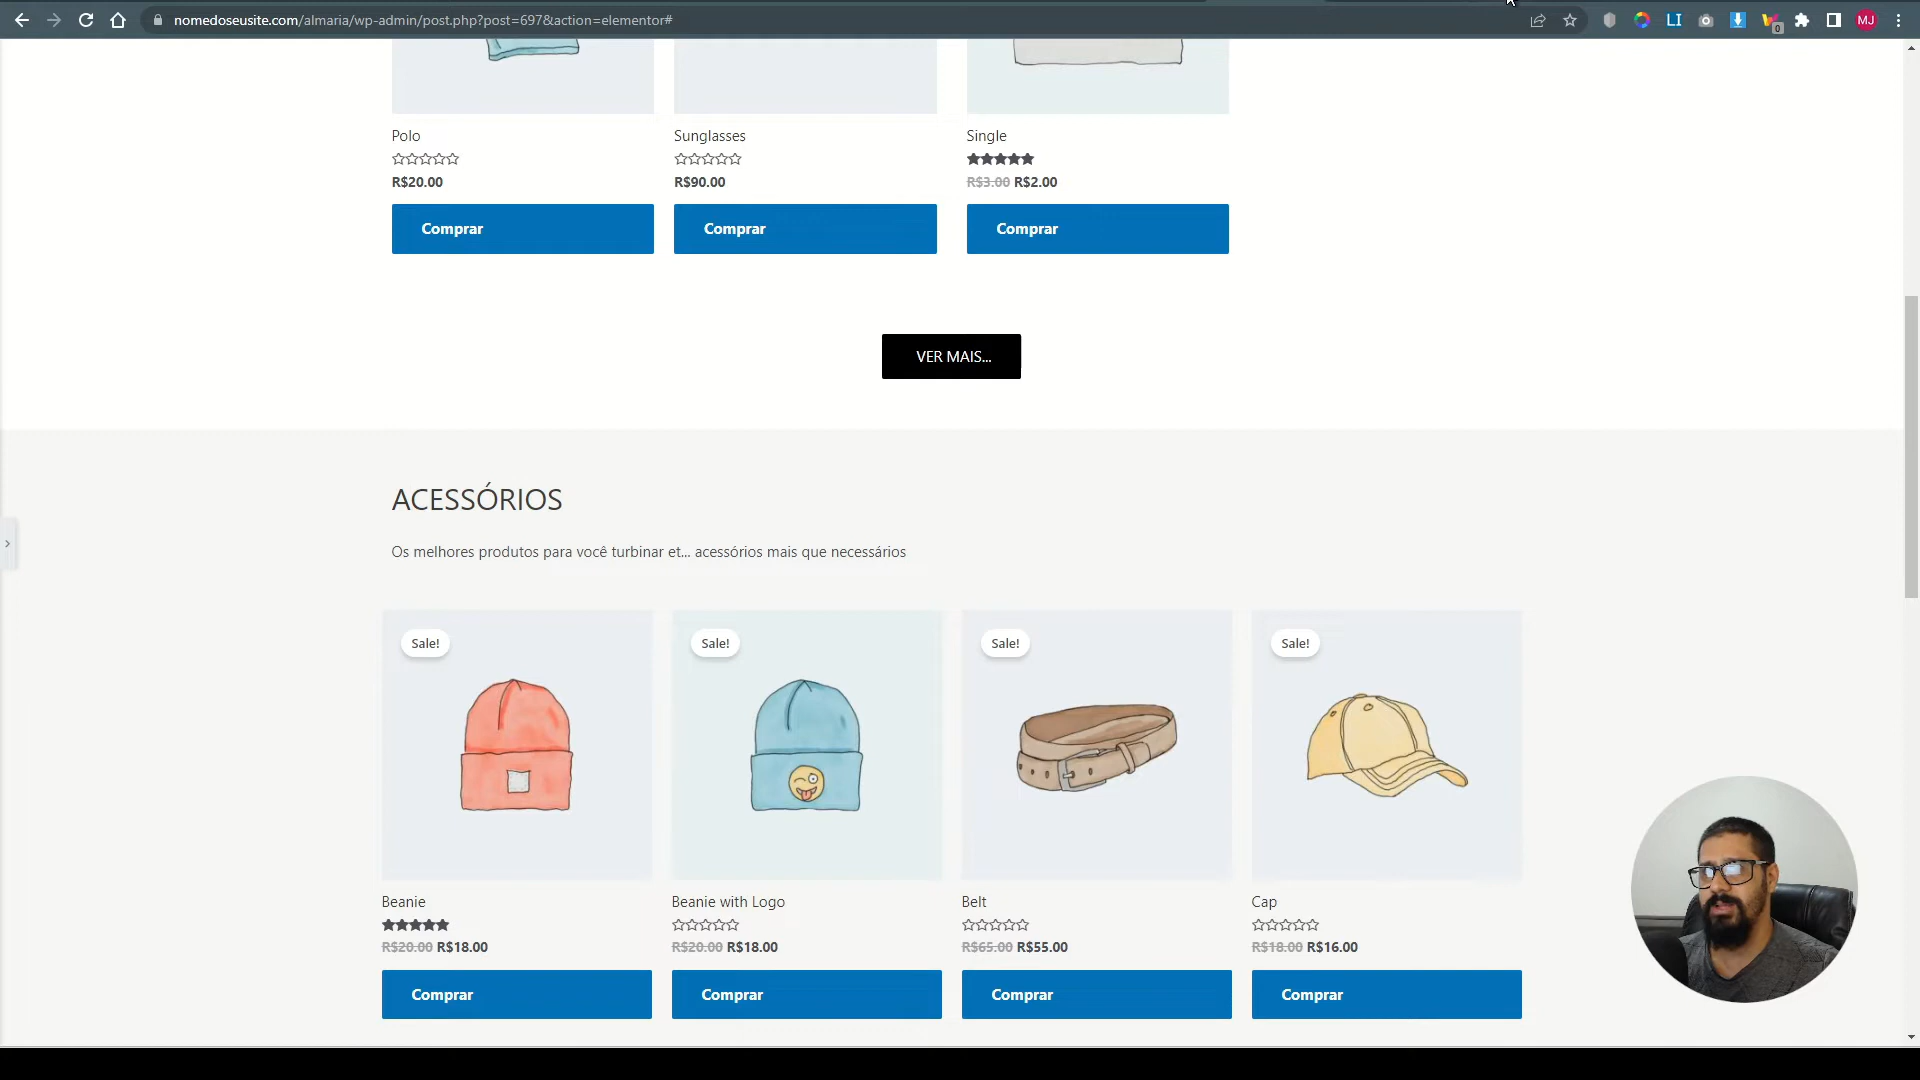 nomedoseusite.com/almaria/wp-admin/post.php?post=697&action=elementor#
LI
0
MJ
Polo
Sunglasses
Single
R$20.00
R$90.00
R$3.00 R$2.00
Comprar
Comprar
Comprar
VER MAIS...
ACESSÓRIOS
Os melhores produtos para você turbinar et... acessórios mais que necessários
Sale!
Sale!
Sale!
Sale!
Beanie
Beanie with Logo
Belt
Cap
R$20.00 R$18.00
R$20.00 R$18.00
R$65.00 R$55.00
R$18.00 R$16.00
Comprar
Comprar
Comprar
Comprar